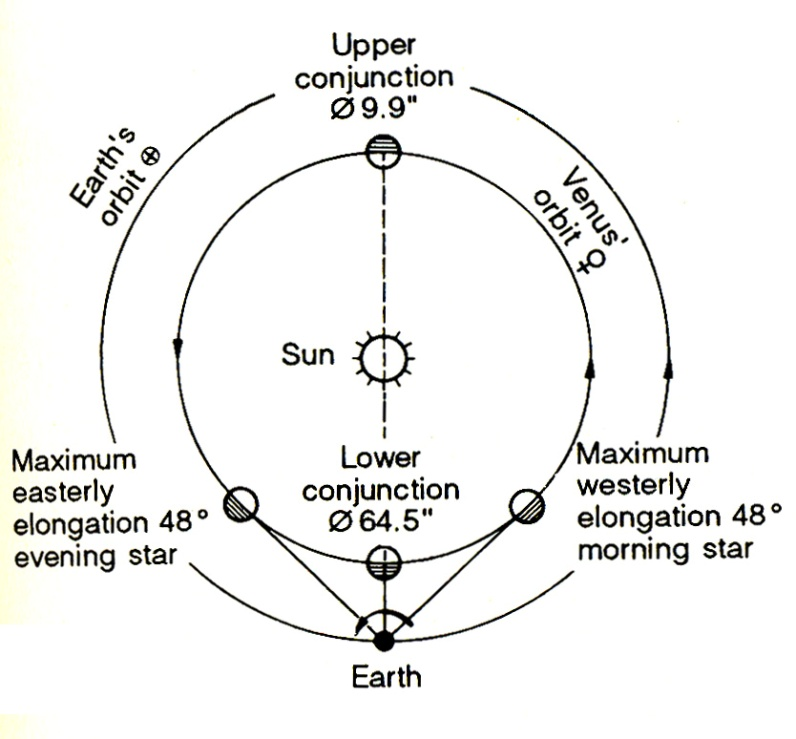 Upper
conjunction
Ø 9.9"
Earth's
orbit ⊕
Venus'
orbit ♀
Sun
Maximum
easterly
elongation 48°
evening star
Lower
conjunction
Ø 64.5"
Maximum
westerly
elongation 48°
morning star
Earth